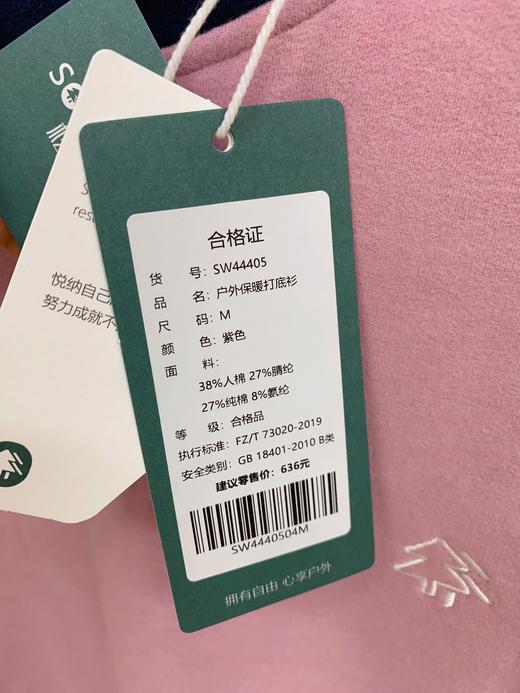 合格证
货 号：SW44405
品 名：户外保暖打底衫
尺 码：M
颜 色：紫色
面 料：
38%人棉 27%腈纶
27%纯棉 8%氨纶
等 级：合格品
执行标准：FZ/T 73020-2019
安全类别：GB 18401-2010 B类
建议零售价：636元
SW4440504M
拥有自由 心享户外
悦纳自己
努力成就不